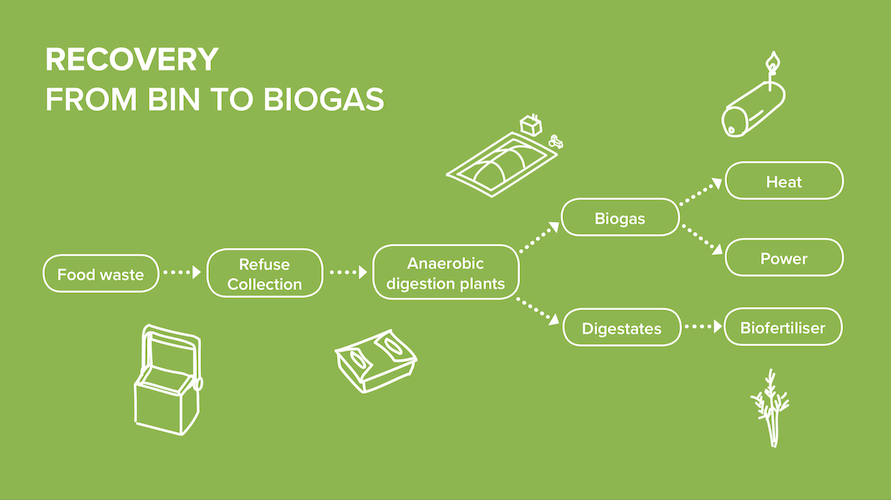 RECOVERY
FROM BIN TO BIOGAS
Food waste
Refuse
Collection
Anaerobic
digestion plants
Biogas
Heat
Power
Digestates
Biofertiliser